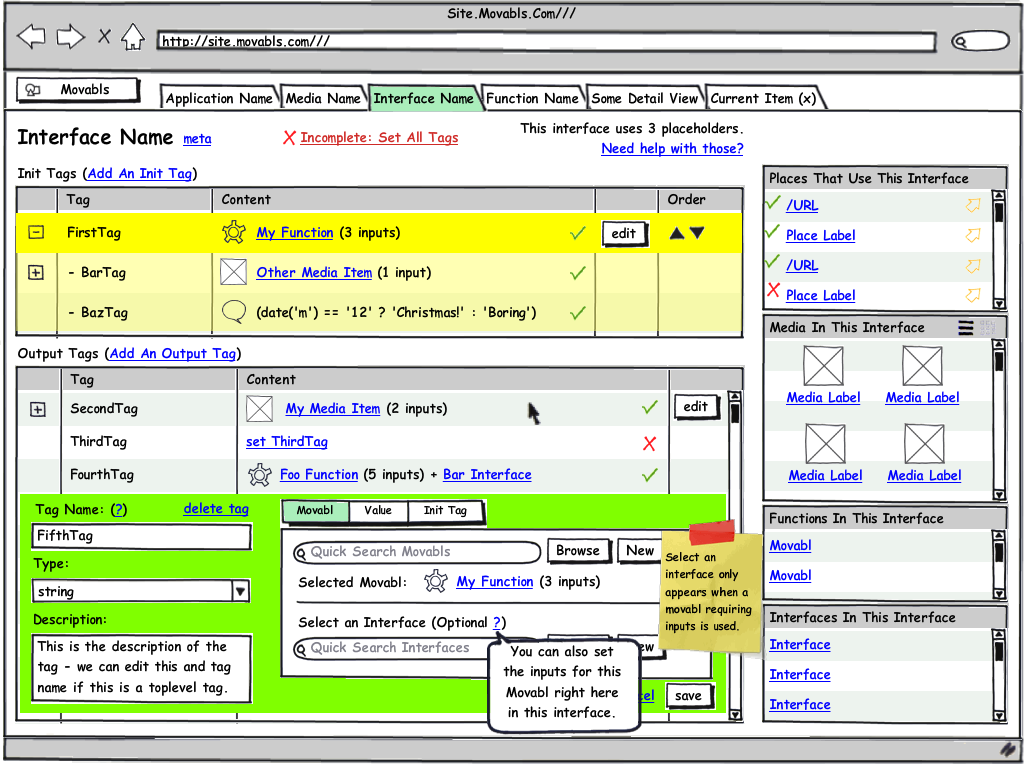 Site.Movabls.Com///
http://site.movabls.com///
Movabls
Application Name
Media Name
Interface Name
Function Name
Some Detail View
Current Item (x)
Interface Name meta
Incomplete: Set All Tags
This interface uses 3 placeholders.
Need help with those?
Init Tags (Add An Init Tag)
Tag Content Order
FirstTag My Function (3 inputs) edit
- BarTag Other Media Item (1 input)
- BazTag (date('m') == '12' ? 'Christmas!' : 'Boring')
Output Tags (Add An Output Tag)
Tag Content
SecondTag My Media Item (2 inputs) edit
ThirdTag set ThirdTag
FourthTag Foo Function (5 inputs) + Bar Interface
Tag Name: (?) delete tag
FifthTag
Type:
string
Description:
This is the description of the
tag - we can edit this and tag
name if this is a toplevel tag.
Movabl Value Init Tag
Quick Search Movabls Browse New
Selected Movabl: My Function (3 inputs)
Select an Interface (Optional ?)
Quick Search Interfaces
You can also set
the inputs for this
Movabl right here
in this interface.
save
Select an
interface only
appears when a
movabl requiring
inputs is used.
Places That Use This Interface
/URL
Place Label
/URL
Place Label
Media In This Interface
Media Label Media Label
Media Label Media Label
Functions In This Interface
Movabl
Movabl
Interfaces In This Interface
Interface
Interface
Interface